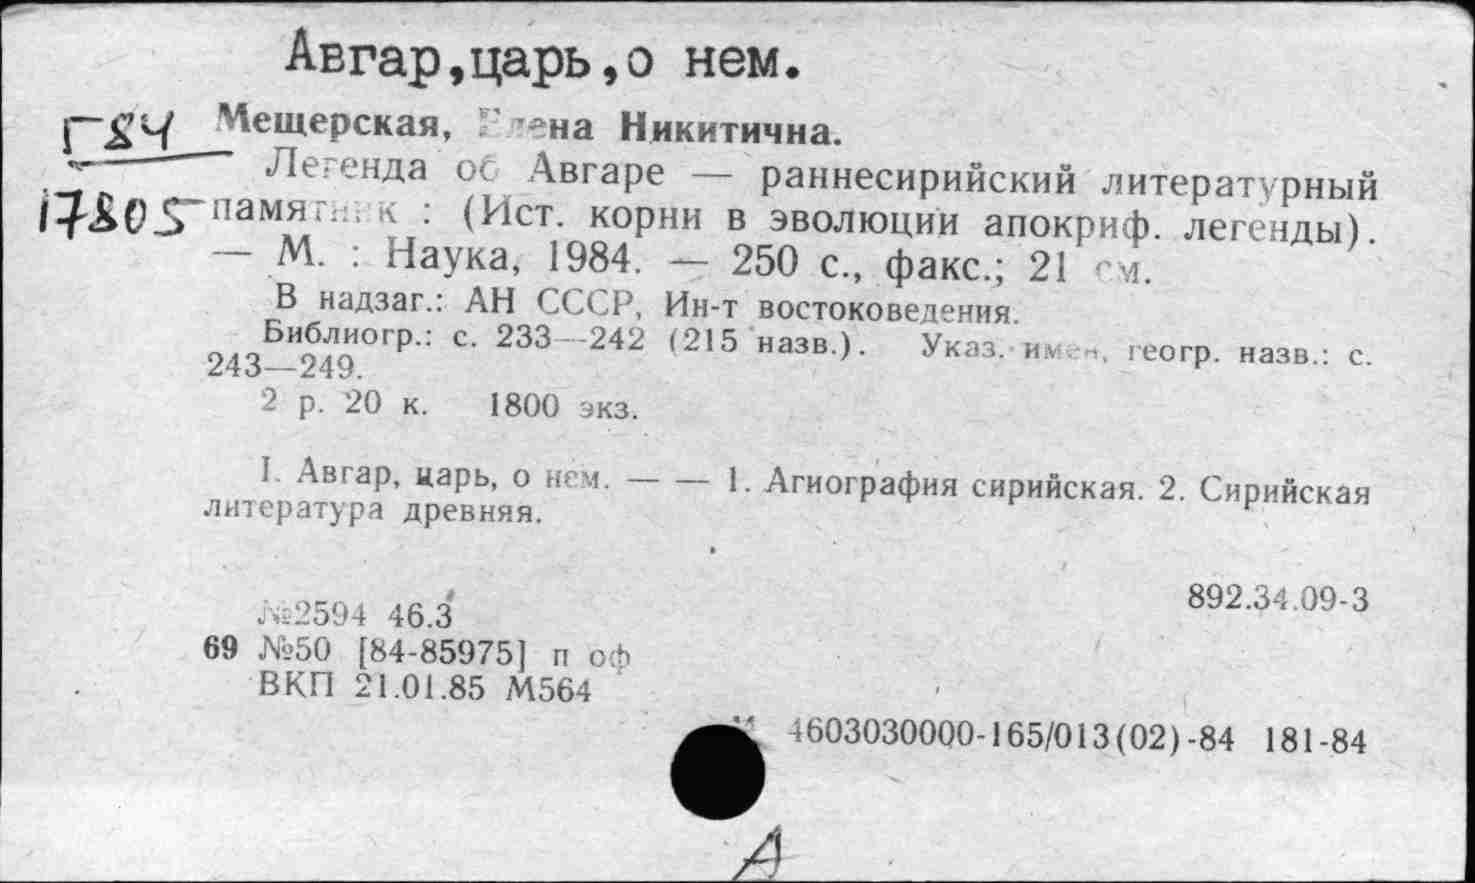 Авгар,царь,о нем.
Г84 Мещерская, Елена Никитична.
Легенда об Авгаре — раннесирийский литературный
17805 памятник : (Ист. корни в эволюции апокриф. легенды).
— М. : Наука, 1984. — 250 с., факс.; 21 см.
В надзаг.: АН СССР, Ин-т востоковедения.
Библиогр.: с. 233—242 (215 назв.). Указ. имен, геогр. назв.: с.
243—249.
2 р. 20 к. 1800 экз.
I. Авгар, царь, о нем. — — 1. Агиография сирийская. 2. Сирийская
литература древняя.
892.34.09-3
№2594 46.3
69 №50 [84-85975] п оф
ВКП 21.01.85 М564
4603030000-165/013(02)-84 181-84
А